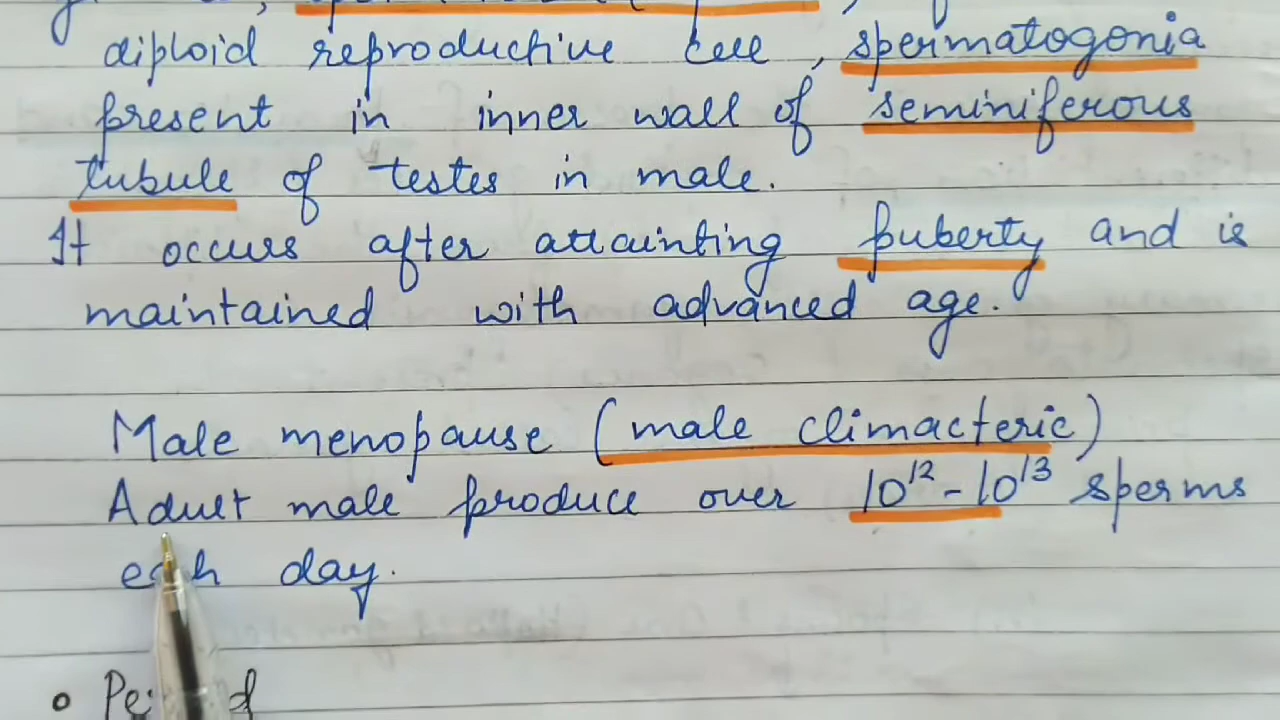 diploid reproductive cell, spermatogonia
present in inner wall of seminiferous
tubule of testes in male.
It occurs after attainting puberty and is
maintained with advanced age.
Male menopause (male climacteric)
Adult male produce over 10¹² - 10¹³ sperms
each day.